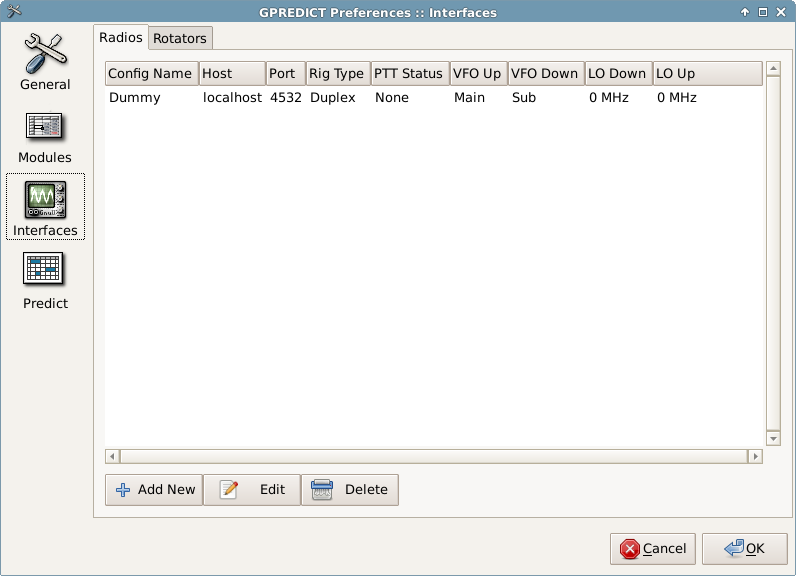 GPREDICT Preferences :: Interfaces
General
Modules
Interfaces
Predict
Radios Rotators
Config Name Host Port Rig Type PTT Status VFO Up VFO Down LO Down LO Up
Dummy localhost 4532 Duplex None Main Sub 0 MHz 0 MHz
Add New Edit Delete
Cancel OK